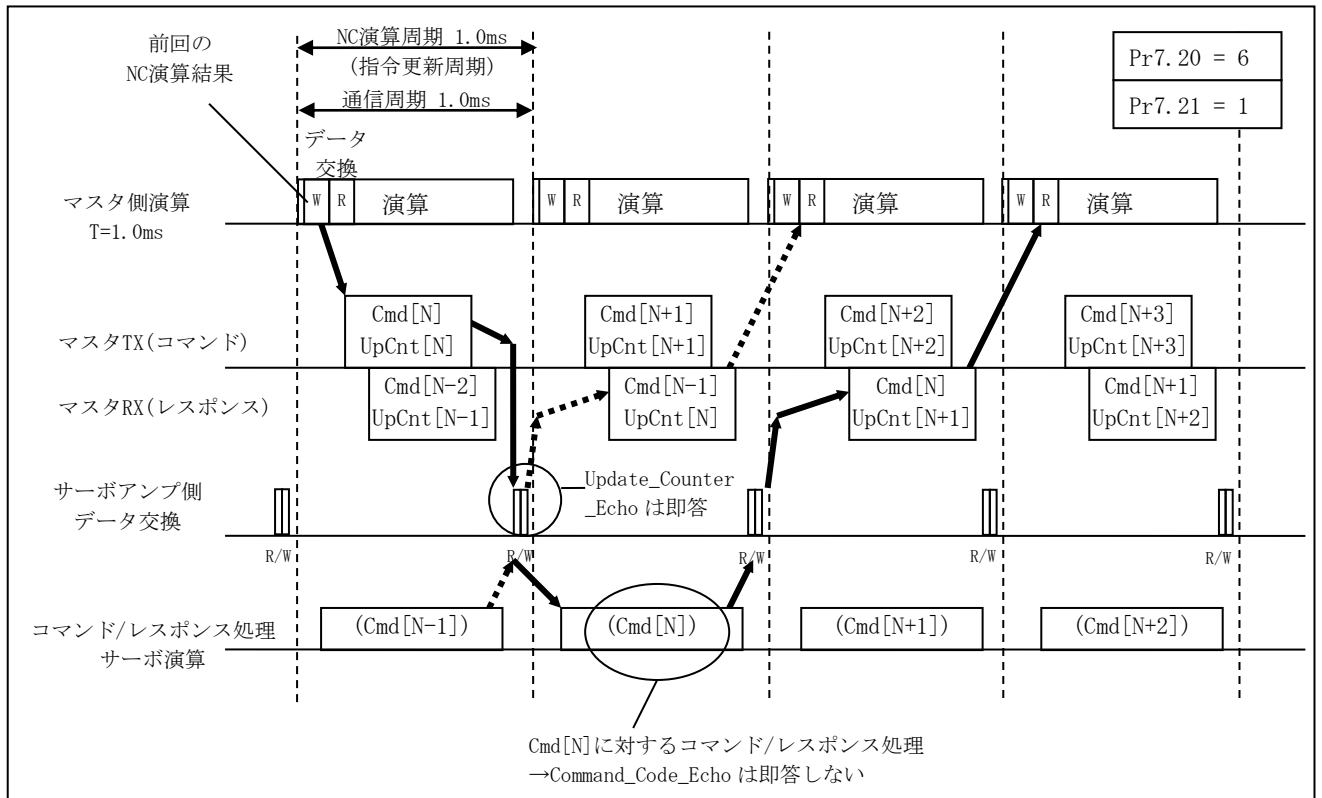 前回の
NC演算結果
NC演算周期 1.0ms
(指令更新周期)
通信周期 1.0ms
Pr7.20 = 6
Pr7.21 = 1
データ
交換
マスタ側演算
T=1.0ms
W R 演算
W R 演算
W R 演算
W R 演算
マスタTX(コマンド)
Cmd[N]
UpCnt[N]
Cmd[N+1]
UpCnt[N+1]
Cmd[N+2]
UpCnt[N+2]
Cmd[N+3]
UpCnt[N+3]
マスタRX(レスポンス)
Cmd[N-2]
UpCnt[N-1]
Cmd[N-1]
UpCnt[N]
Cmd[N]
UpCnt[N+1]
Cmd[N+1]
UpCnt[N+2]
サーボアンプ側
データ交換
Update_Counter
_Echo は即答
R/W R/W R/W R/W R/W
コマンド/レスポンス処理
サーボ演算
(Cmd[N-1]) (Cmd[N]) (Cmd[N+1]) (Cmd[N+2])
Cmd[N]に対するコマンド/レスポンス処理
→Command_Code_Echo は即答しない